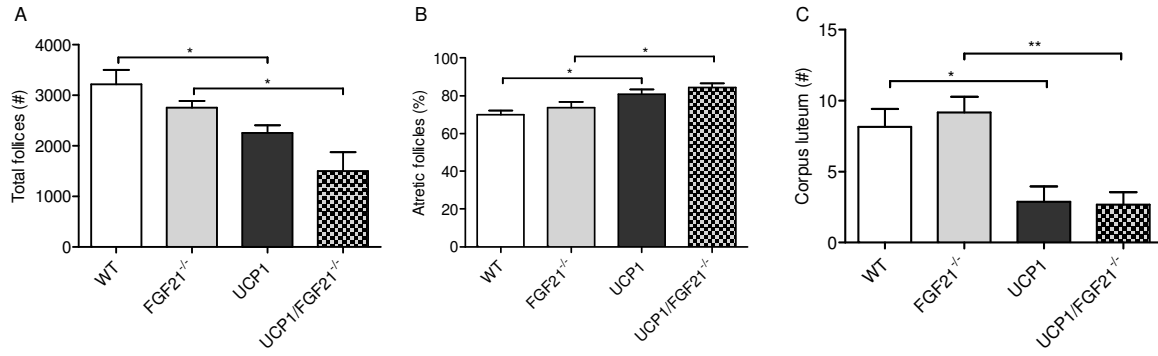 A
Total follices (#)
4000
3000
2000
1000
0
*
*
WT
FGF21-/-
UCP1
UCP1/FGF21-/-
B
Atretic follicles (%)
100
80
60
40
20
0
*
*
WT
FGF21-/-
UCP1
UCP1/FGF21-/-
C
Corpus luteum (#)
15
10
5
0
**
*
WT
FGF21-/-
UCP1
UCP1/FGF21-/-